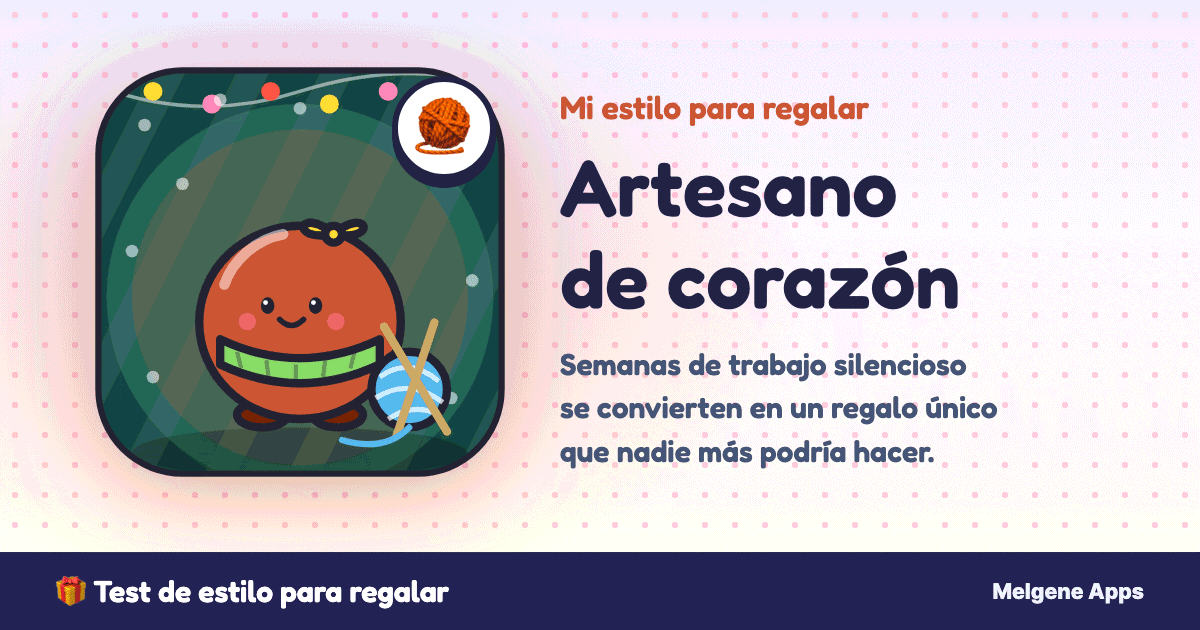 Mi estilo para regalar
Artesano
de corazón
Semanas de trabajo silencioso
se convierten en un regalo único
que nadie más podría hacer.
Test de estilo para regalar
Melgene Apps